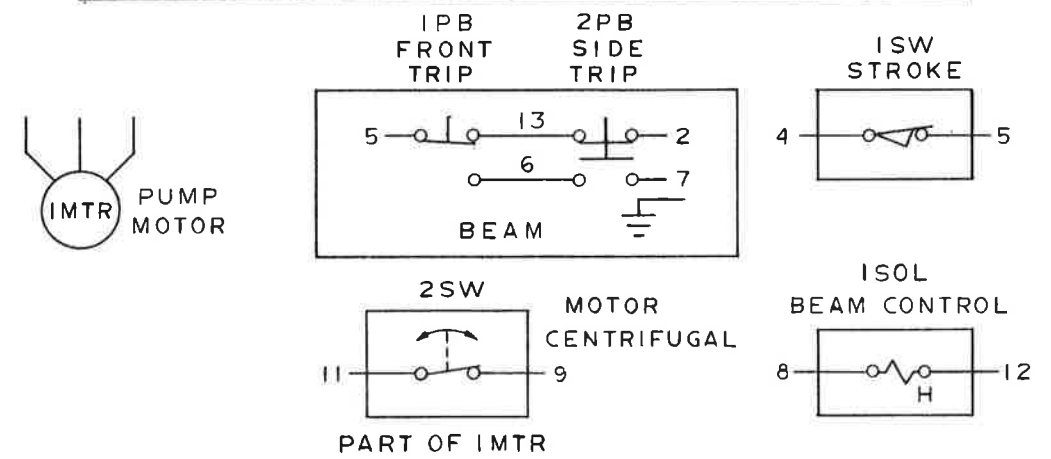 1PB
FRONT
TRIP
2PB
SIDE
TRIP
1SW
STROKE
5
13
2
6
7
BEAM
4
5
1MTR
PUMP
MOTOR
2SW
MOTOR
CENTRIFUGAL
11
9
PART OF 1MTR
1SOL
BEAM CONTROL
8
12
H